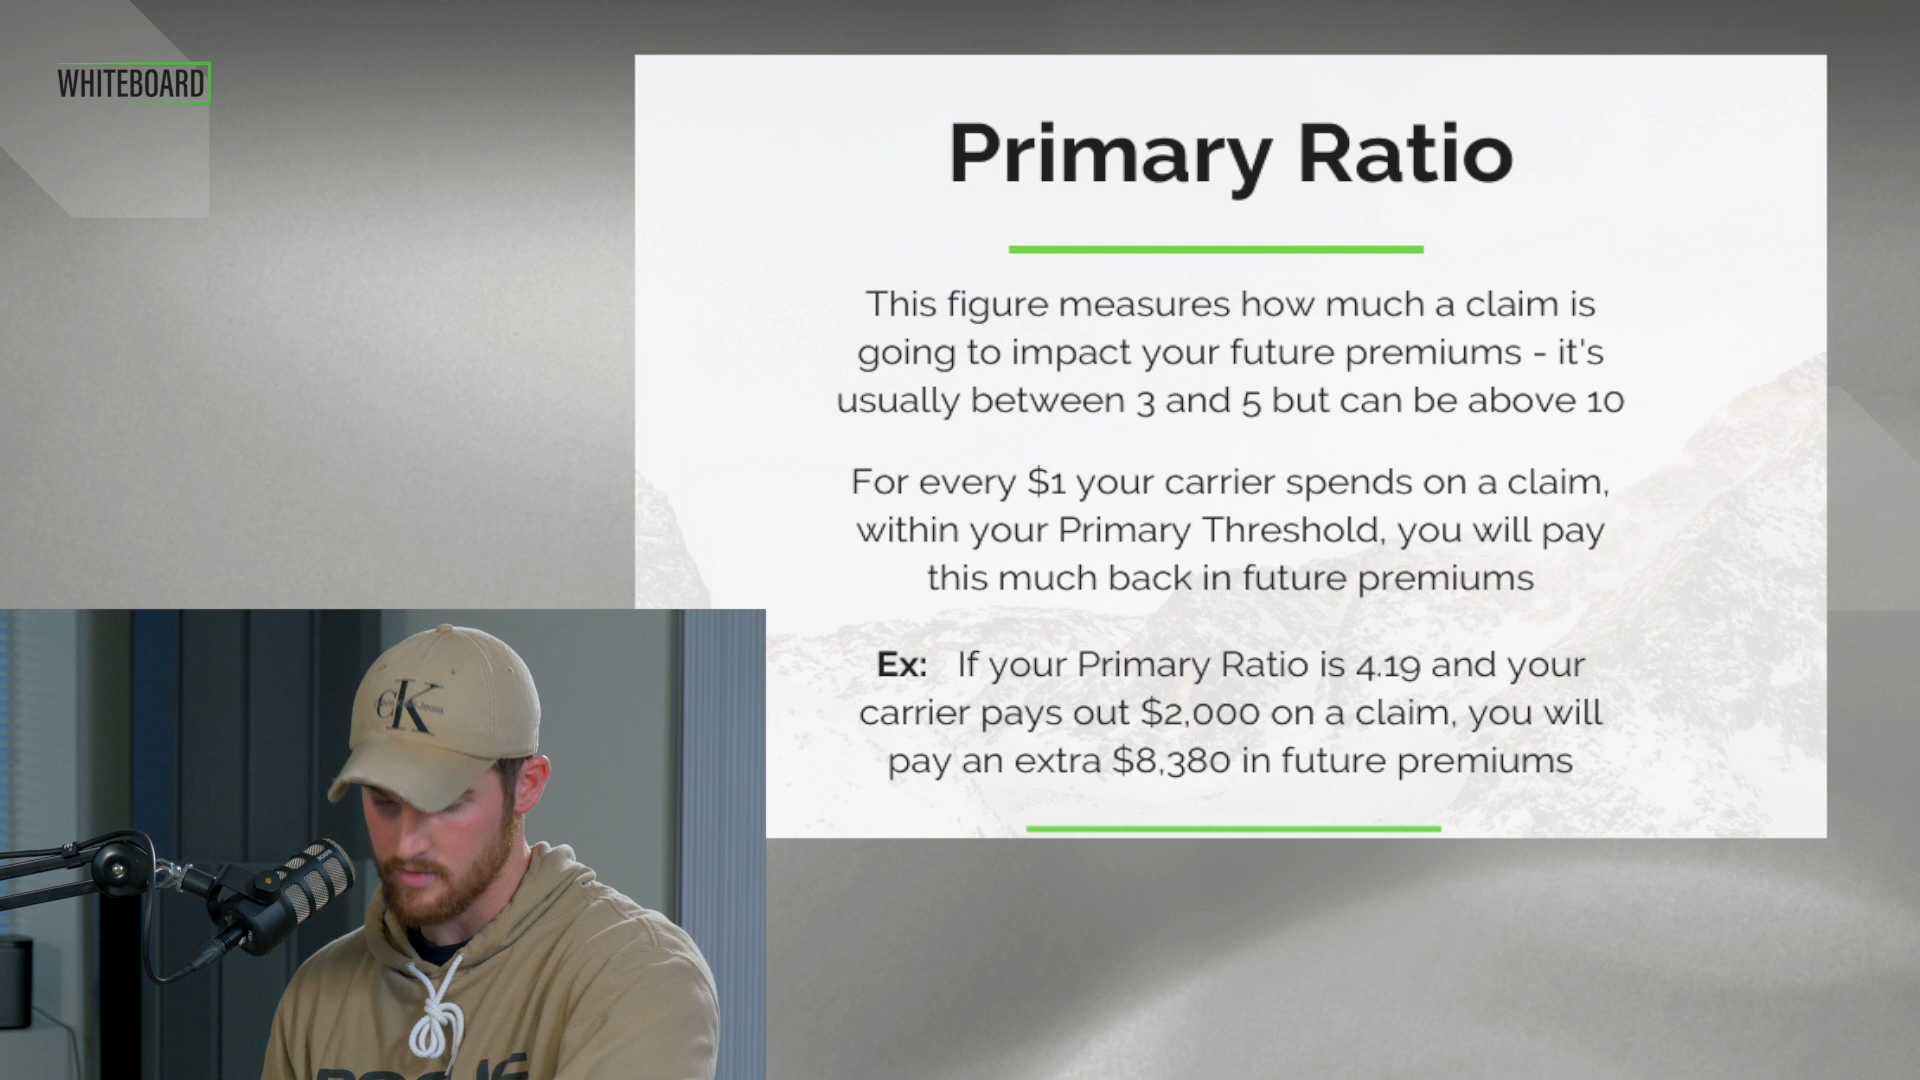 WHITEBOARD
Primary Ratio
This figure measures how much a claim is
going to impact your future premiums - it's
usually between 3 and 5 but can be above 10
For every $1 your carrier spends on a claim,
within your Primary Threshold, you will pay
this much back in future premiums
Ex: If your Primary Ratio is 4.19 and your
carrier pays out $2,000 on a claim, you will
pay an extra $8,380 in future premiums
CK